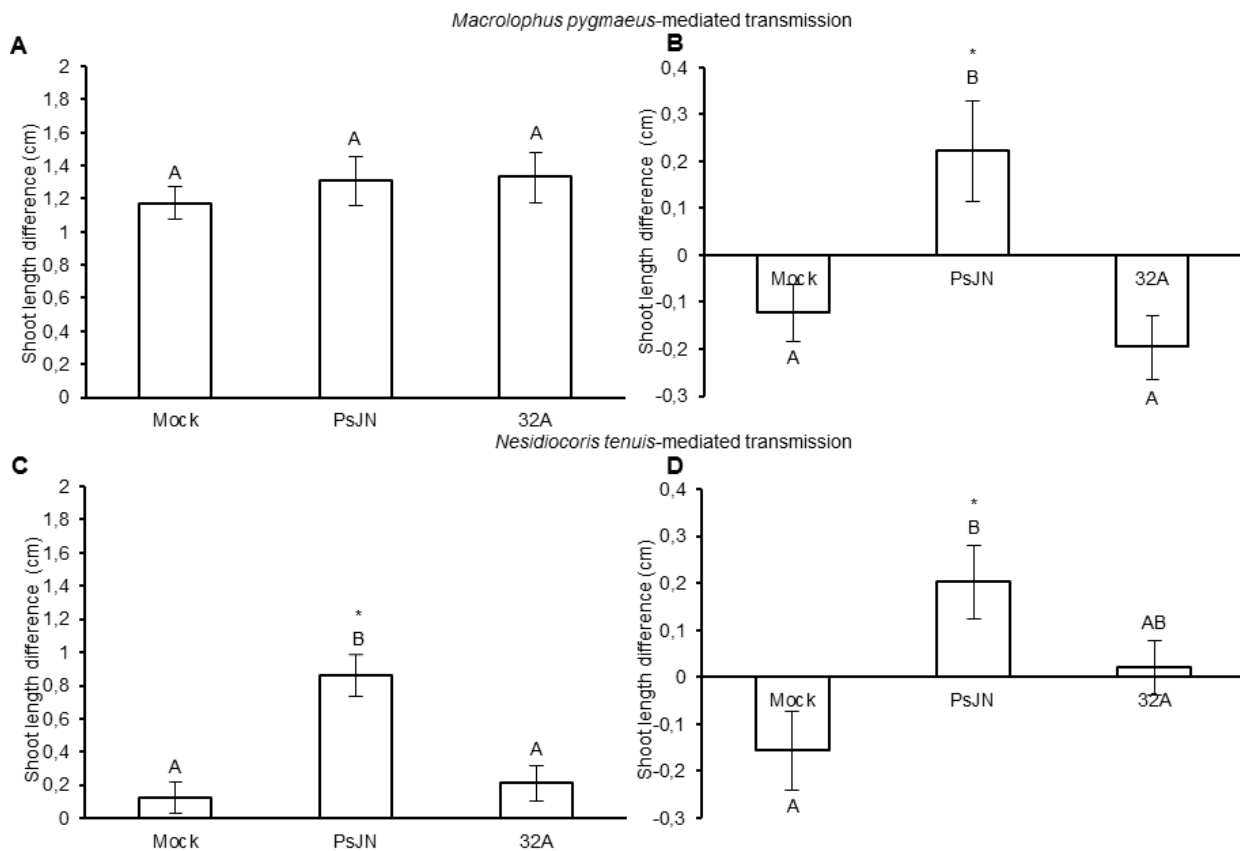 Macrolophus pygmaeus-mediated transmission
A
Shoot length difference (cm)
2
1,8
1,6
1,4
1,2
1
0,8
0,6
0,4
0,2
0
A
A
A
Mock
PsJN
32A
B
Shoot length difference (cm)
0,4
0,3
0,2
0,1
0
-0,1
-0,2
-0,3
*
B
Mock
PsJN
32A
A
A
Nesidiocoris tenuis-mediated transmission
C
Shoot length difference (cm)
2
1,8
1,6
1,4
1,2
1
0,8
0,6
0,4
0,2
0
*
A
B
A
Mock
PsJN
32A
D
Shoot length difference (cm)
0,4
0,3
0,2
0,1
0
-0,1
-0,2
-0,3
*
B
AB
Mock
PsJN
32A
A